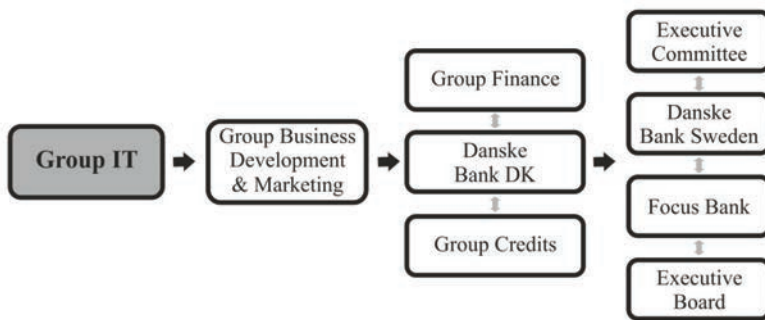 Group IT
Group Business
Development
& Marketing
Group Finance
Danske
Bank DK
Group Credits
Executive
Committee
Danske
Bank Sweden
Focus Bank
Executive
Board